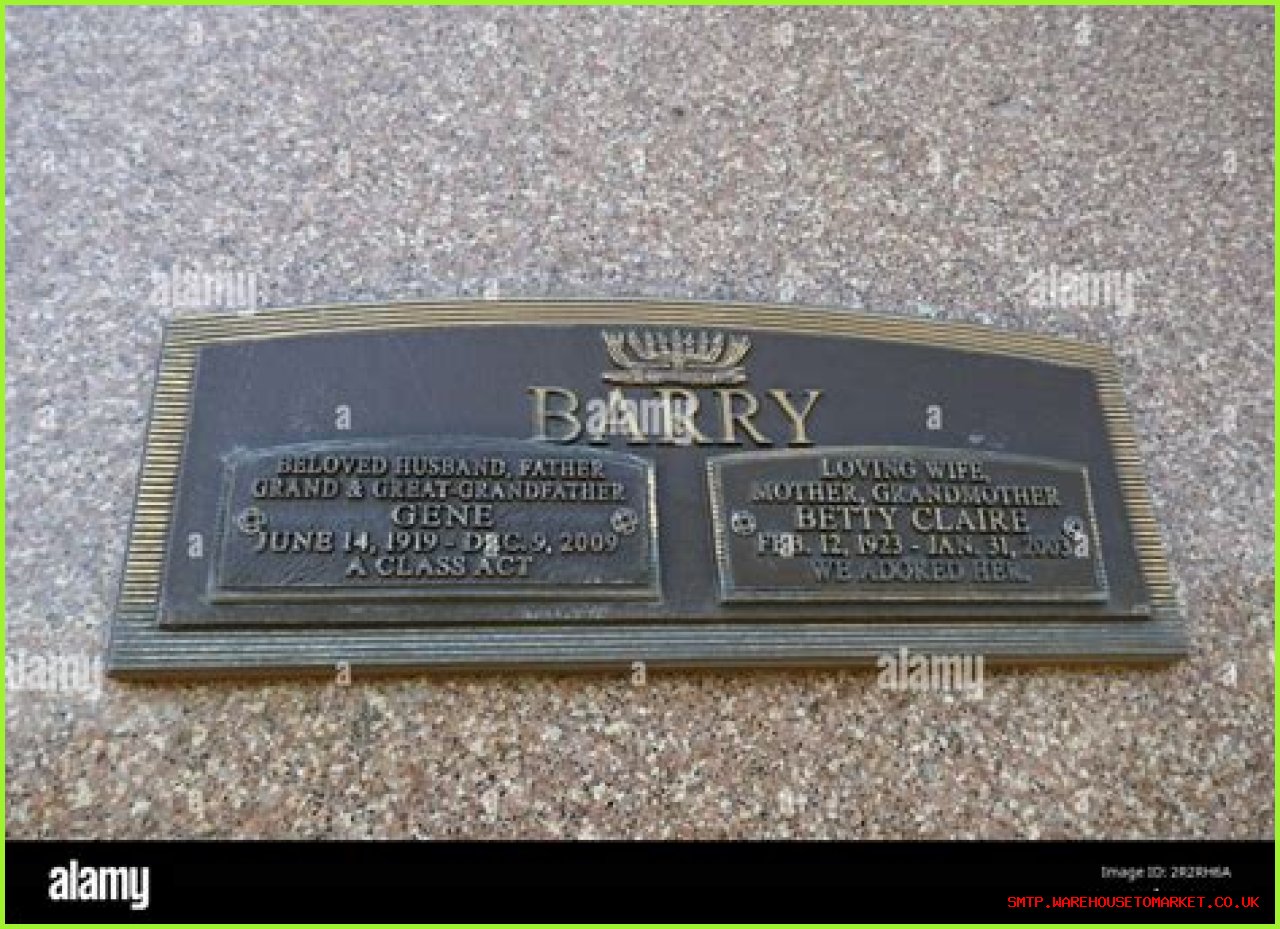 BARRY
BELOVED HUSBAND, FATHER
GRAND & GREAT-GRANDFATHER
GENE
JUNE 14, 1919 - DEC. 9, 2009
A CLASS ACT
LOVING WIFE,
MOTHER, GRANDMOTHER
BETTY CLAIRE
FEB. 12, 1923 - JAN. 31, 2003
WE ADORED HER.
alamy
Image ID: 2R2RH6A
SMTP.WAREHOUSETOMARKET.CO.UK